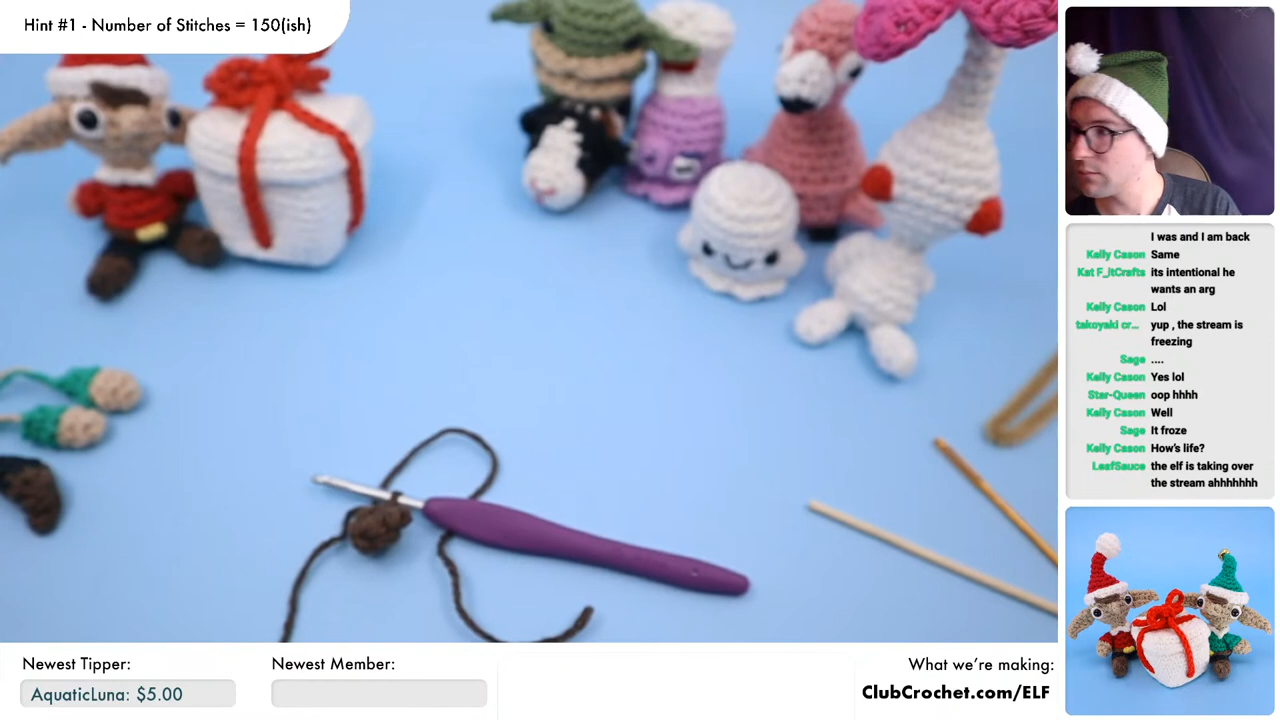 Hint #1 - Number of Stitches = 150(ish)
I was and I am back
Kelly Cason Same
Kat F_itCrafts its intentional he
wants an arg
Kelly Cason Lol
takoyaki cr... yup , the stream is
freezing
Sage ....
Kelly Cason Yes lol
Star-Queen oop hhhh
Kelly Cason Well
Sage It froze
Kelly Cason How's life?
LeafSauce the elf is taking over
the stream ahhhhhhh
Newest Tipper:
AquaticLuna: $5.00
Newest Member:
What we're making:
ClubCrochet.com/ELF